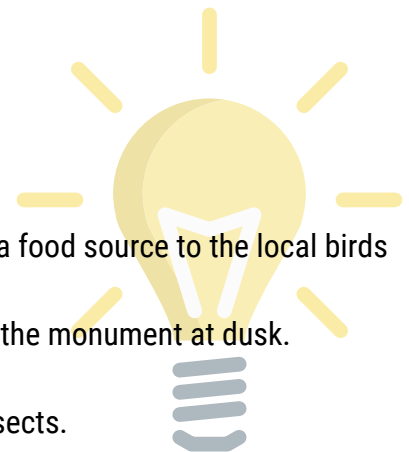 a food source to the local birds
the monument at dusk.
sects.